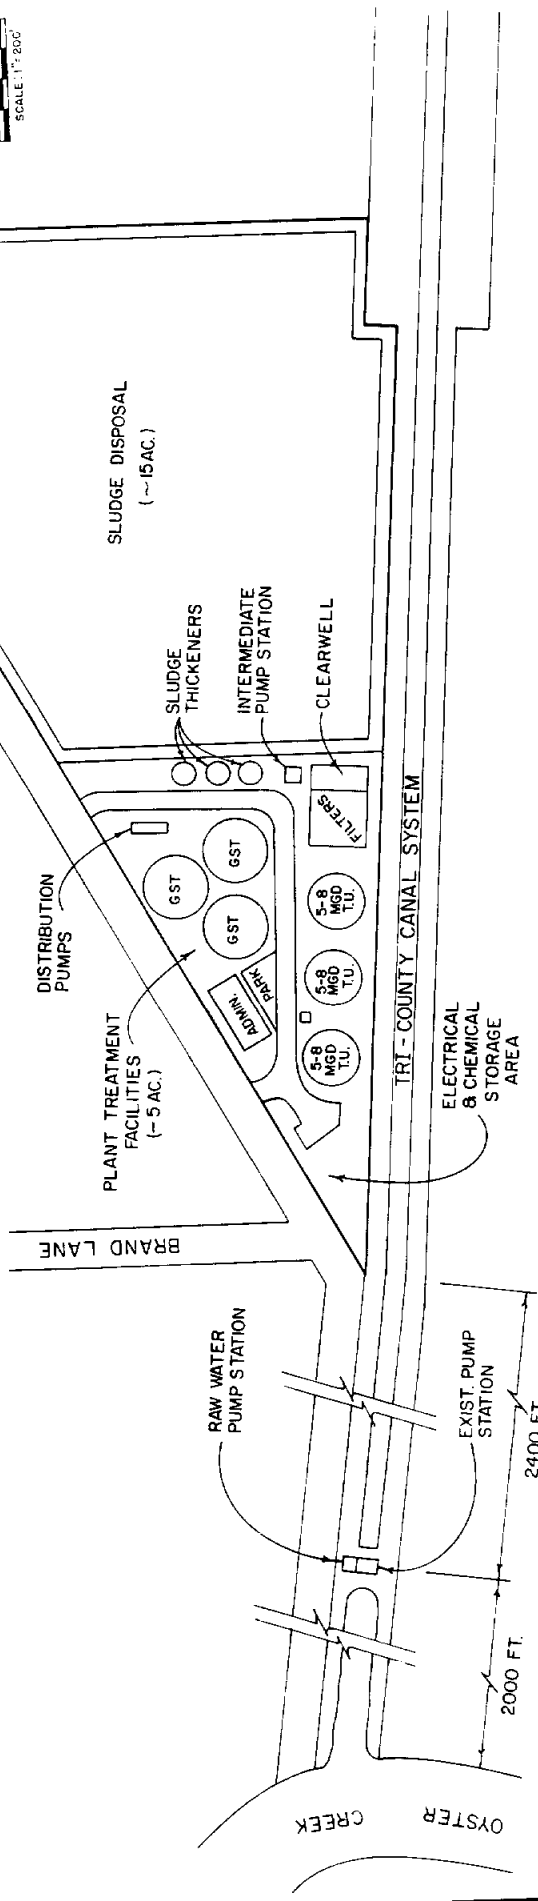 SCALE: 1"= 200'
SLUDGE DISPOSAL
(~15 AC.)
SLUDGE
THICKENERS
INTERMEDIATE
PUMP STATION
CLEARWELL
FILTERS
DISTRIBUTION
PUMPS
GST
GST
GST
PLANT TREATMENT
FACILITIES
(~5 AC.)
ADMIN.
PARK
5-8
MGD
T.U.
5-8
MGD
T.U.
5-8
MGD
T.U.
TRI-COUNTY CANAL SYSTEM
ELECTRICAL
& CHEMICAL
STORAGE
AREA
BRAND LANE
RAW WATER
PUMP STATION
EXIST. PUMP
STATION
2400 FT.
2000 FT.
OYSTER
CREEK